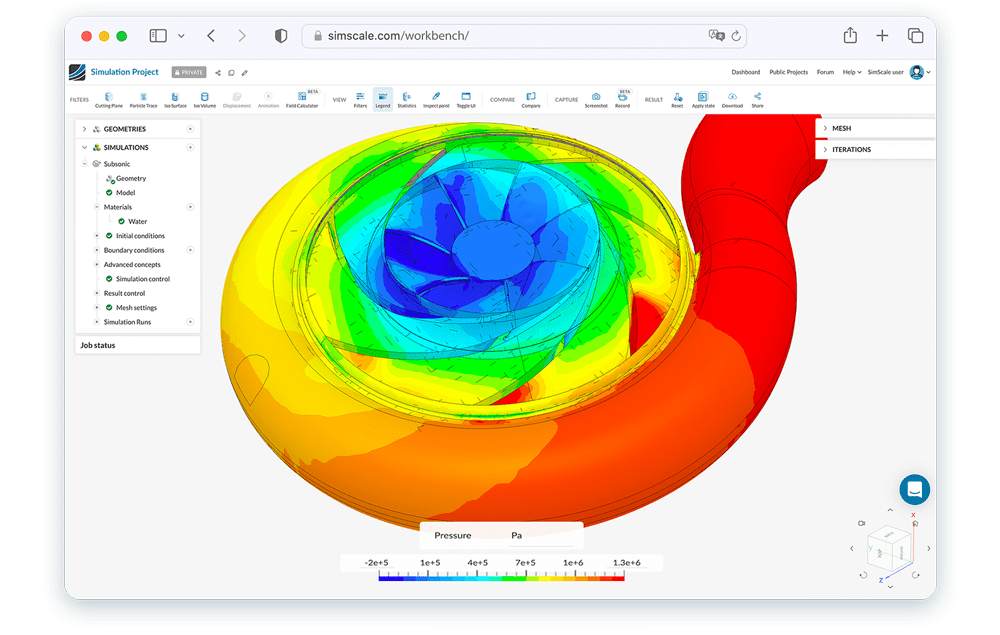 simscale.com/workbench/
Simulation Project
PRIVATE
Dashboard Public Projects Forum Help SimScale user
FILTERS Cutting Plane Particle Trace Iso Surface Iso Volume Displacement Animation Field Calculator BETA VIEW Filters Legend Statistics Inspect point Toggle UI COMPARE Compare CAPTURE Screenshot Record BETA RESULT Reset Apply state Download Share
GEOMETRIES
SIMULATIONS
Subsonic
Geometry
Model
Materials
Water
Initial conditions
Boundary conditions
Advanced concepts
Simulation control
Result control
Mesh settings
Simulation Runs
Job status
MESH
ITERATIONS
Pressure Pa
-2e+5 1e+5 4e+5 7e+5 1e+6 1.3e+6
X
Y
Z